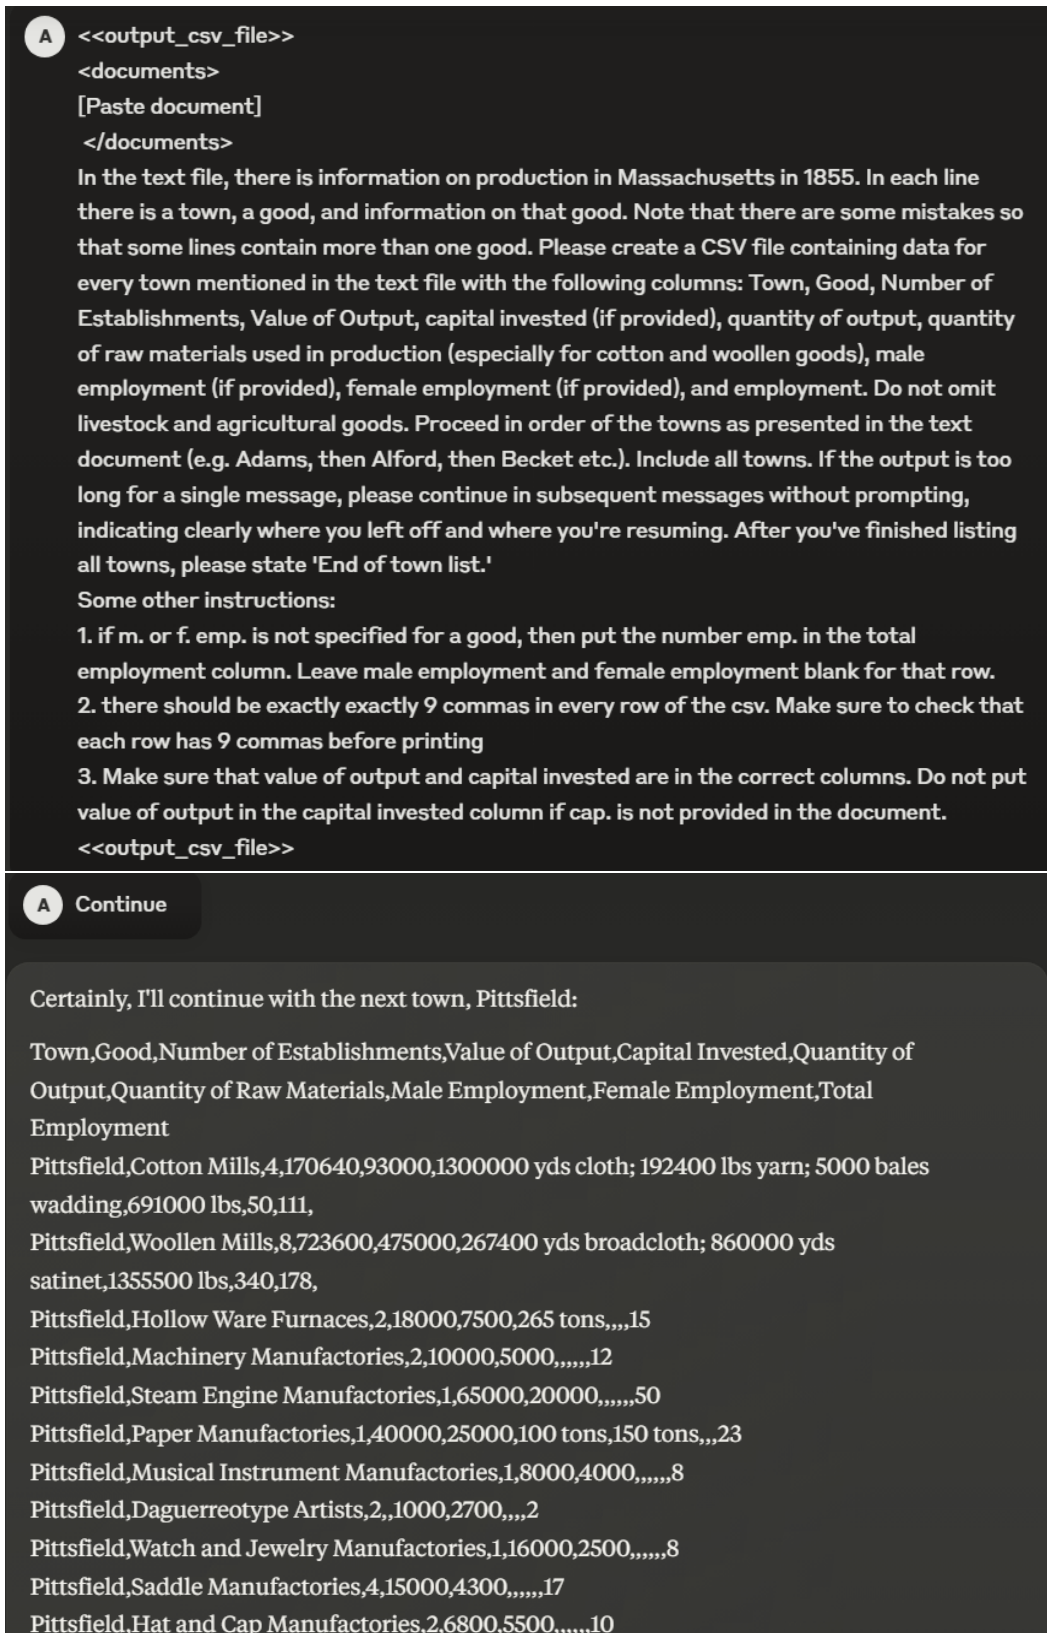 A <<output_csv_file>>
<documents>
[Paste document]
</documents>
In the text file, there is information on production in Massachusetts in 1855. In each line
there is a town, a good, and information on that good. Note that there are some mistakes so
that some lines contain more than one good. Please create a CSV file containing data for
every town mentioned in the text file with the following columns: Town, Good, Number of
Establishments, Value of Output, capital invested (if provided), quantity of output, quantity
of raw materials used in production (especially for cotton and woollen goods), male
employment (if provided), female employment (if provided), and employment. Do not omit
livestock and agricultural goods. Proceed in order of the towns as presented in the text
document (e.g. Adams, then Alford, then Becket etc.). Include all towns. If the output is too
long for a single message, please continue in subsequent messages without prompting,
indicating clearly where you left off and where you're resuming. After you've finished listing
all towns, please state 'End of town list.'
Some other instructions:
1. if m. or f. emp. is not specified for a good, then put the number emp. in the total
employment column. Leave male employment and female employment blank for that row.
2. there should be exactly exactly 9 commas in every row of the csv. Make sure to check that
each row has 9 commas before printing
3. Make sure that value of output and capital invested are in the correct columns. Do not put
value of output in the capital invested column if cap. is not provided in the document.
<<output_csv_file>>
A Continue
Certainly, I'll continue with the next town, Pittsfield:
Town,Good,Number of Establishments,Value of Output,Capital Invested,Quantity of
Output,Quantity of Raw Materials,Male Employment,Female Employment,Total
Employment
Pittsfield,Cotton Mills,4,170640,93000,1300000 yds cloth; 192400 lbs yarn; 5000 bales
wadding,691000 lbs,50,111,
Pittsfield,Woollen Mills,8,723600,475000,267400 yds broadcloth; 860000 yds
satinet,1355500 lbs,340,178,
Pittsfield,Hollow Ware Furnaces,2,18000,7500,265 tons,,,,15
Pittsfield,Machinery Manufactories,2,10000,5000,,,,,,12
Pittsfield,Steam Engine Manufactories,1,65000,20000,,,,,,50
Pittsfield,Paper Manufactories,1,40000,25000,100 tons,150 tons,,,23
Pittsfield,Musical Instrument Manufactories,1,8000,4000,,,,,,8
Pittsfield,Daguerreotype Artists,2,,1000,2700,,,,2
Pittsfield,Watch and Jewelry Manufactories,1,16000,2500,,,,,,8
Pittsfield,Saddle Manufactories,4,15000,4300,,,,,,17
Pittsfield,Hat and Cap Manufactories,2,6800,5500,,,,,,10